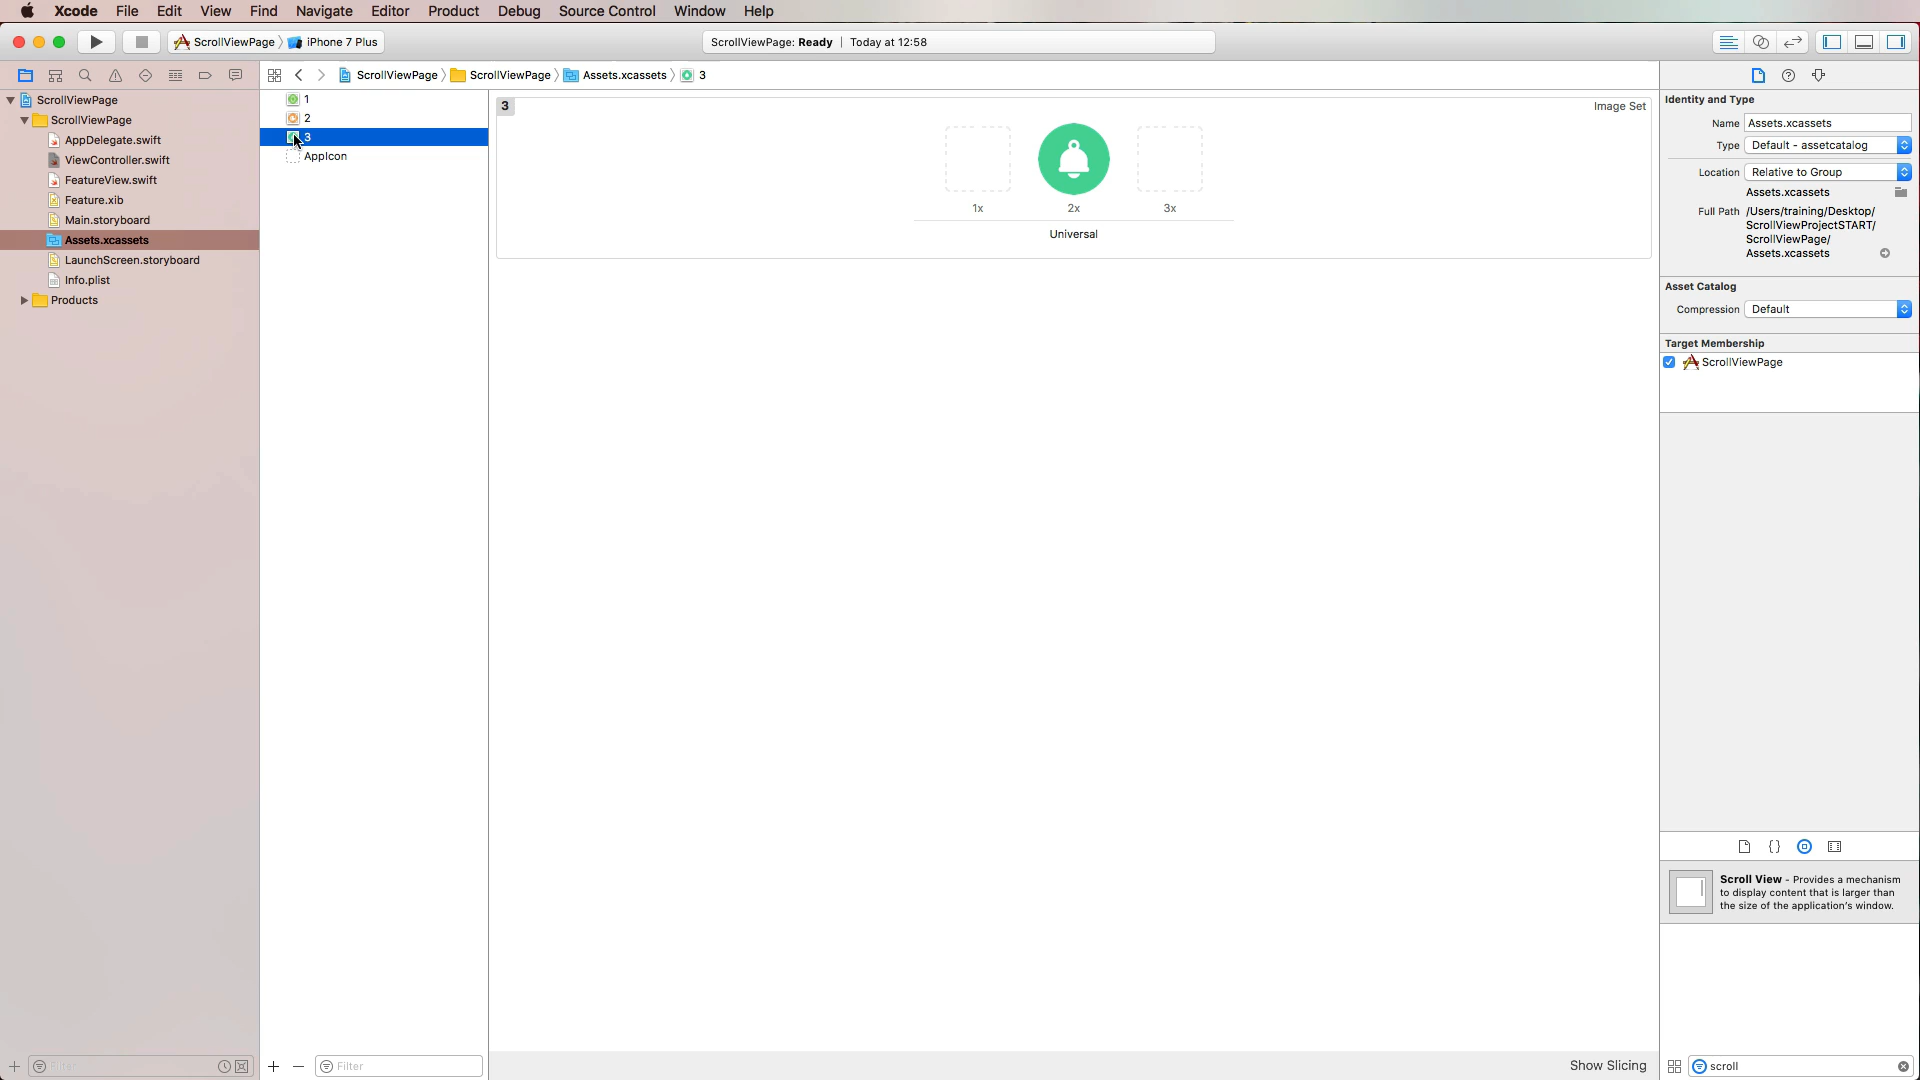 Xcode File Edit View Find Navigate Editor Product Debug Source Control Window Help
ScrollViewPage iPhone 7 Plus
ScrollViewPage: Ready | Today at 12:58
ScrollViewPage ScrollViewPage Assets.xcassets 3
ScrollViewPage
ScrollViewPage
AppDelegate.swift
ViewController.swift
FeatureView.swift
Feature.xib
Main.storyboard
Assets.xcassets
LaunchScreen.storyboard
Info.plist
Products
Filter
1
2
3
AppIcon
Filter
3
Image Set
1x
2x
3x
Universal
Show Slicing
Identity and Type
Name Assets.xcassets
Type Default - assetcatalog
Location Relative to Group
Assets.xcassets
Full Path /Users/training/Desktop/
ScrollViewProjectSTART/
ScrollViewPage/
Assets.xcassets
Asset Catalog
Compression Default
Target Membership
ScrollViewPage
{}
Scroll View - Provides a mechanism
to display content that is larger than
the size of the application's window.
scroll